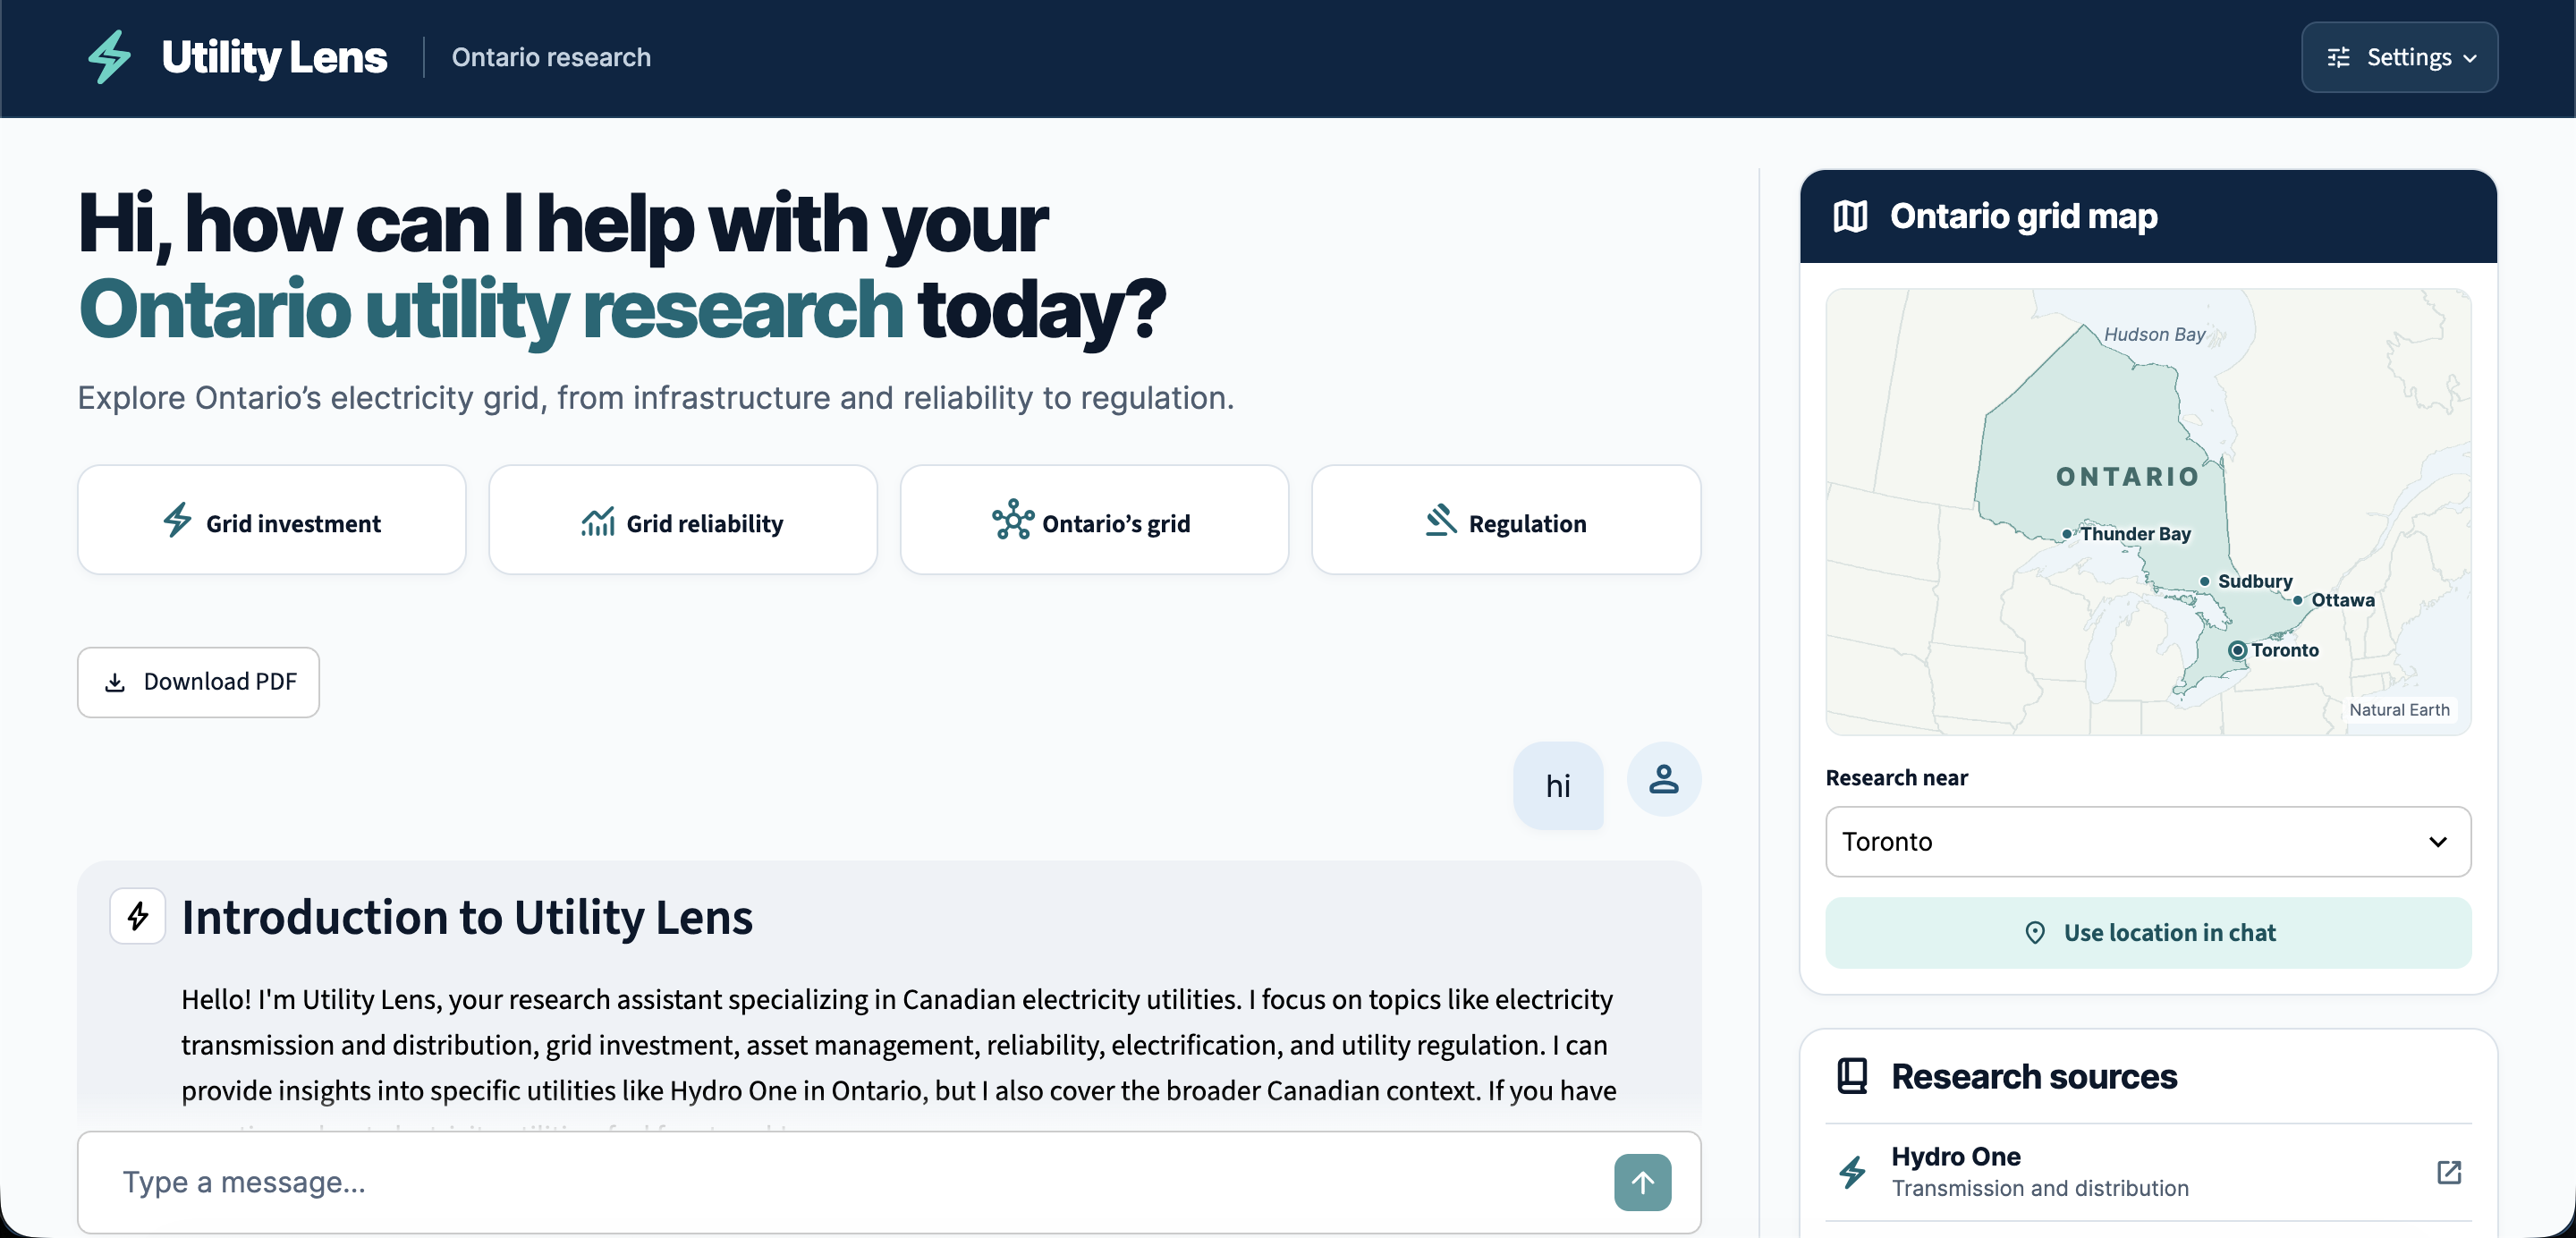 Utility Lens
Ontario research
Settings
Hi, how can I help with your
Ontario utility research today?
Explore Ontario’s electricity grid, from infrastructure and reliability to regulation.
Grid investment
Grid reliability
Ontario’s grid
Regulation
Download PDF
hi
Introduction to Utility Lens
Hello! I'm Utility Lens, your research assistant specializing in Canadian electricity utilities. I focus on topics like electricity
transmission and distribution, grid investment, asset management, reliability, electrification, and utility regulation. I can
provide insights into specific utilities like Hydro One in Ontario, but I also cover the broader Canadian context. If you have
Type a message...
Ontario grid map
Hudson Bay
ONTARIO
Thunder Bay
Sudbury
Ottawa
Toronto
Natural Earth
Research near
Toronto
Use location in chat
Research sources
Hydro One
Transmission and distribution